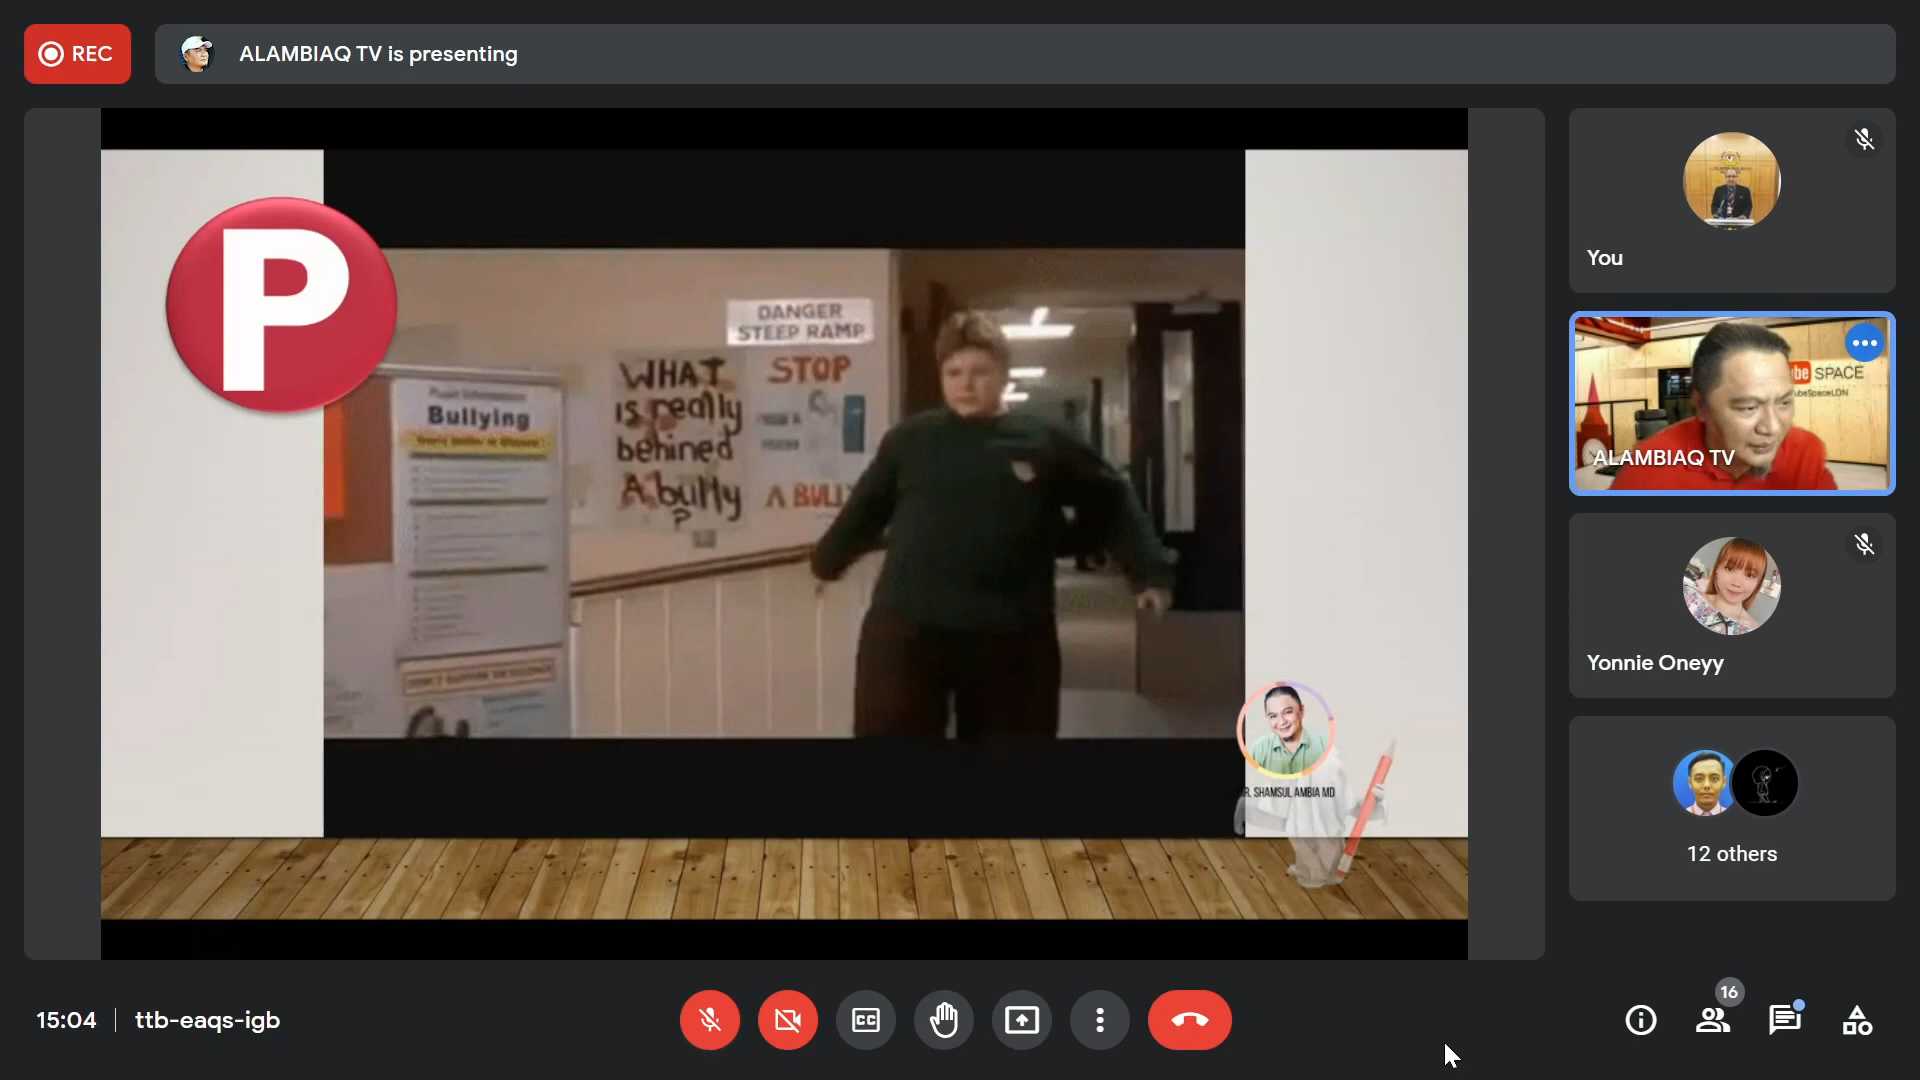 REC
ALAMBIAQ TV is presenting
P
DANGER
STEEP RAMP
WHAT
is really
behined
A bully
?
STOP
A BULL
Bullying
SHAMSUL AMBIA MD
You
SPACE
ALAMBIAQ TV
Yonnie Oneyy
12 others
15:04
ttb-eaqs-igb
CC
16